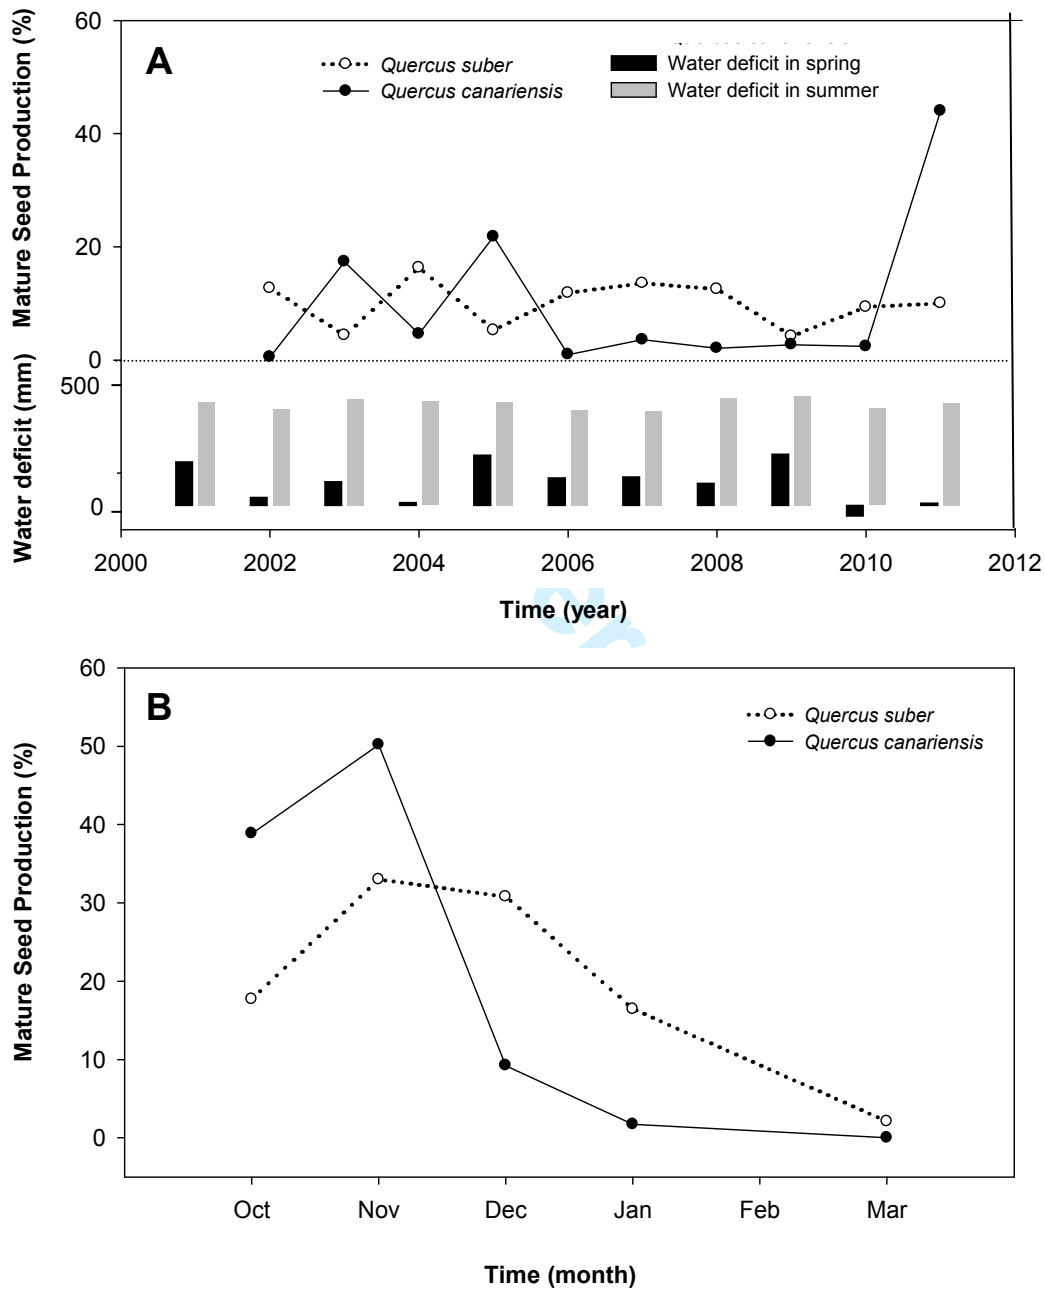 60
A
Quercus suber
Water deficit in spring
Quercus canariensis
Water deficit in summer
40
20
0
Mature Seed Production (%)
500
0
Water deficit (mm)
2000 2002 2004 2006 2008 2010 2012
Time (year)
60
B
Quercus suber
Quercus canariensis
50
40
30
20
10
0
Mature Seed Production (%)
Oct Nov Dec Jan Feb Mar
Time (month)